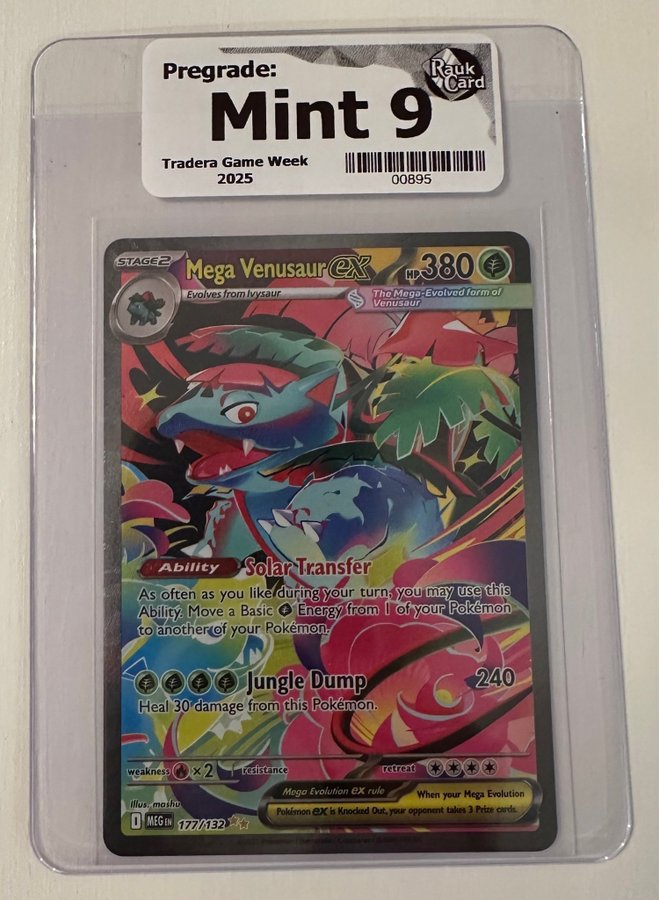 Pregrade:
Rauk Card
Mint 9
Tradera Game Week
2025
00895
STAGE2
Mega Venusaur ex
HP 380
Evolves from Ivysaur
The Mega-Evolved form of
Venusaur
Ability Solar Transfer
As often as you like during your turn, you may use this
Ability. Move a Basic Energy from 1 of your Pokémon
to another of your Pokémon.
Jungle Dump 240
Heal 30 damage from this Pokémon.
weakness ×2 resistance retreat
Mega Evolution ex rule When your Mega Evolution
Pokémon ex is Knocked Out, your opponent takes 3 Prize cards.
Illus. mashu
MEG EN 177/132